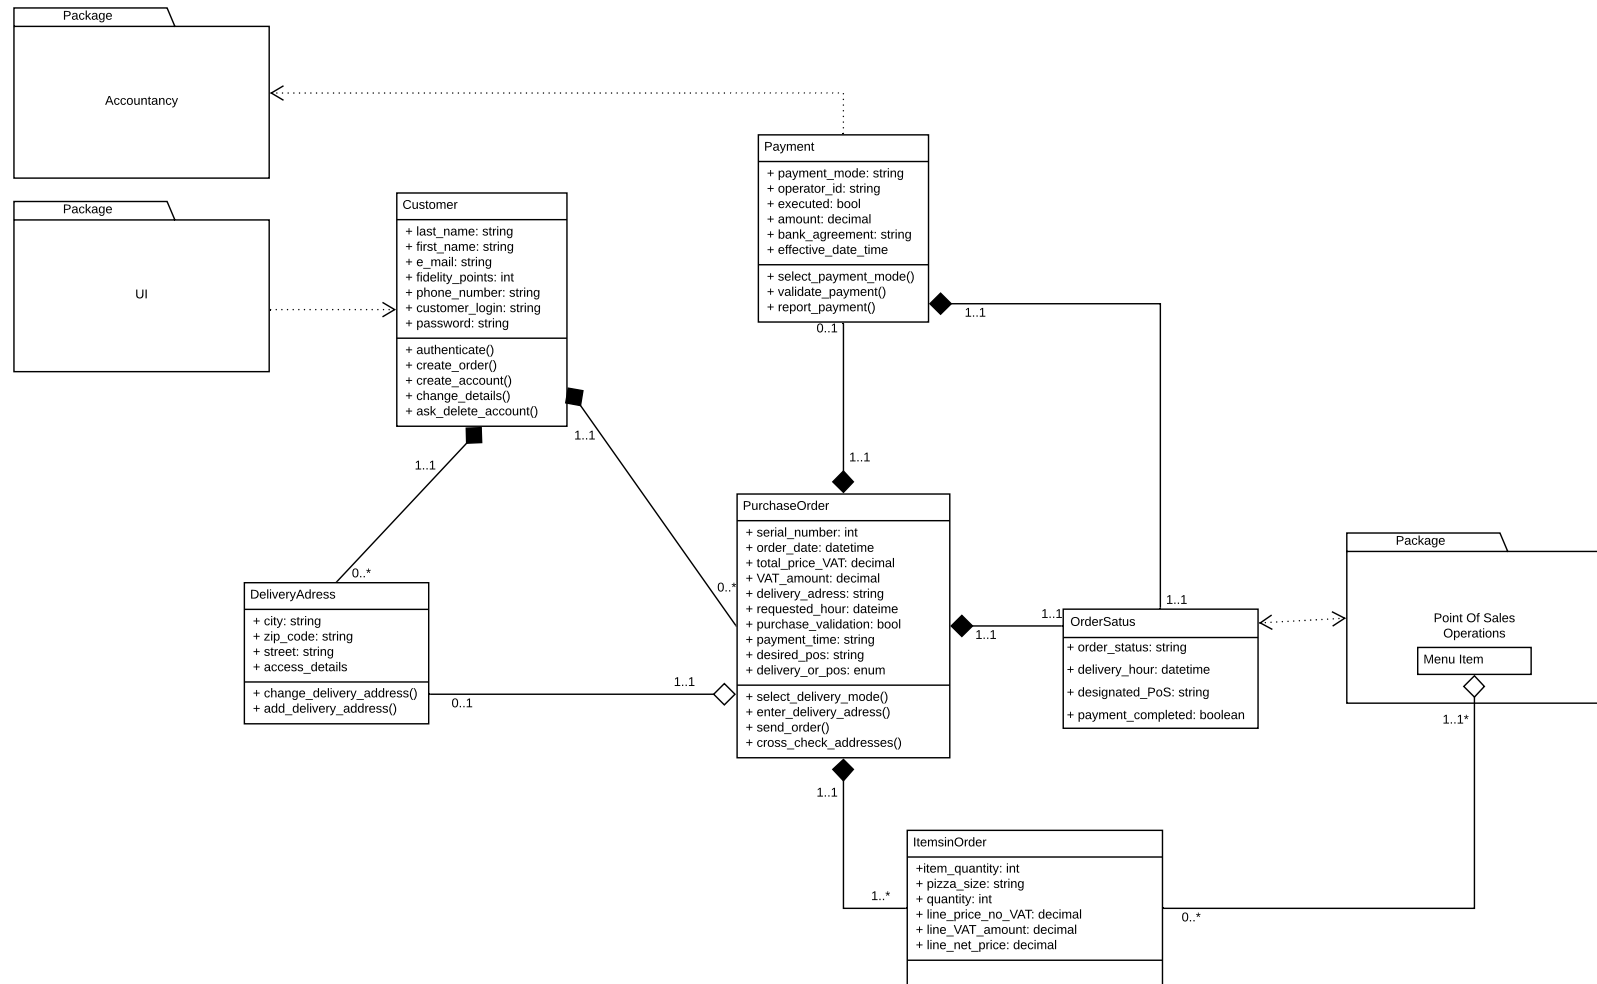 Package
Accountancy
Package
UI
Customer
+ last_name: string
+ first_name: string
+ e_mail: string
+ fidelity_points: int
+ phone_number: string
+ customer_login: string
+ password: string
+ authenticate()
+ create_order()
+ create_account()
+ change_details()
+ ask_delete_account()
1..1
1..1
0..*
0..*
DeliveryAdress
+ city: string
+ zip_code: string
+ street: string
+ access_details
+ change_delivery_address()
+ add_delivery_address()
0..1
1..1
Payment
+ payment_mode: string
+ operator_id: string
+ executed: bool
+ amount: decimal
+ bank_agreement: string
+ effective_date_time
+ select_payment_mode()
+ validate_payment()
+ report_payment()
0..1
1..1
1..1
PurchaseOrder
+ serial_number: int
+ order_date: datetime
+ total_price_VAT: decimal
+ VAT_amount: decimal
+ delivery_adress: string
+ requested_hour: dateime
+ purchase_validation: bool
+ payment_time: string
+ desired_pos: string
+ delivery_or_pos: enum
+ select_delivery_mode()
+ enter_delivery_adress()
+ send_order()
+ cross_check_addresses()
1..1
1..1
1..1
OrderSatus
+ order_status: string
+ delivery_hour: datetime
+ designated_PoS: string
+ payment_completed: boolean
Package
Point Of Sales
Operations
Menu Item
1..1*
1..1
1..*
ItemsinOrder
+item_quantity: int
+ pizza_size: string
+ quantity: int
+ line_price_no_VAT: decimal
+ line_VAT_amount: decimal
+ line_net_price: decimal
0..*